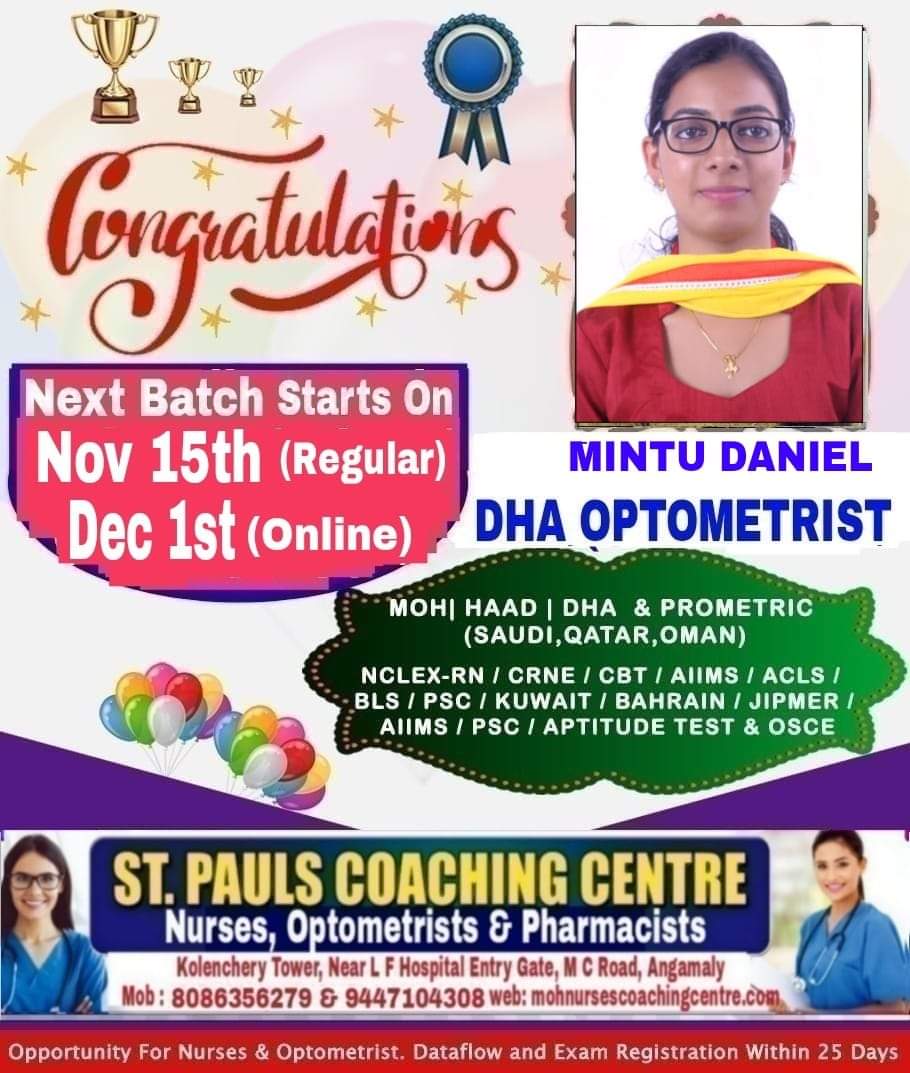 Congratulations
Next Batch Starts On
Nov 15th (Regular)
Dec 1st (Online)
MINTU DANIEL
DHA OPTOMETRIST
MOH| HAAD | DHA & PROMETRIC
(SAUDI,QATAR,OMAN)
NCLEX-RN / CRNE / CBT / AIIMS / ACLS /
BLS / PSC / KUWAIT / BAHRAIN / JIPMER /
AIIMS / PSC / APTITUDE TEST & OSCE
ST. PAULS COACHING CENTRE
Nurses, Optometrists & Pharmacists
Kolenchery Tower, Near L F Hospital Entry Gate, M C Road, Angamaly
Mob : 8086356279 & 9447104308 web: mohnursescoachingcentre.com
Opportunity For Nurses & Optometrist. Dataflow and Exam Registration Within 25 Days